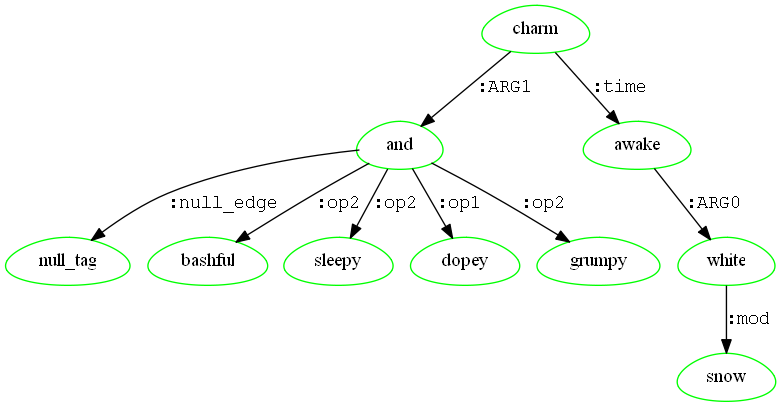 charm
:ARG1 :time
and awake
:null_edge :op2 :op2 :op1 :op2 :ARG0
null_tag bashful sleepy dopey grumpy white
:mod
snow